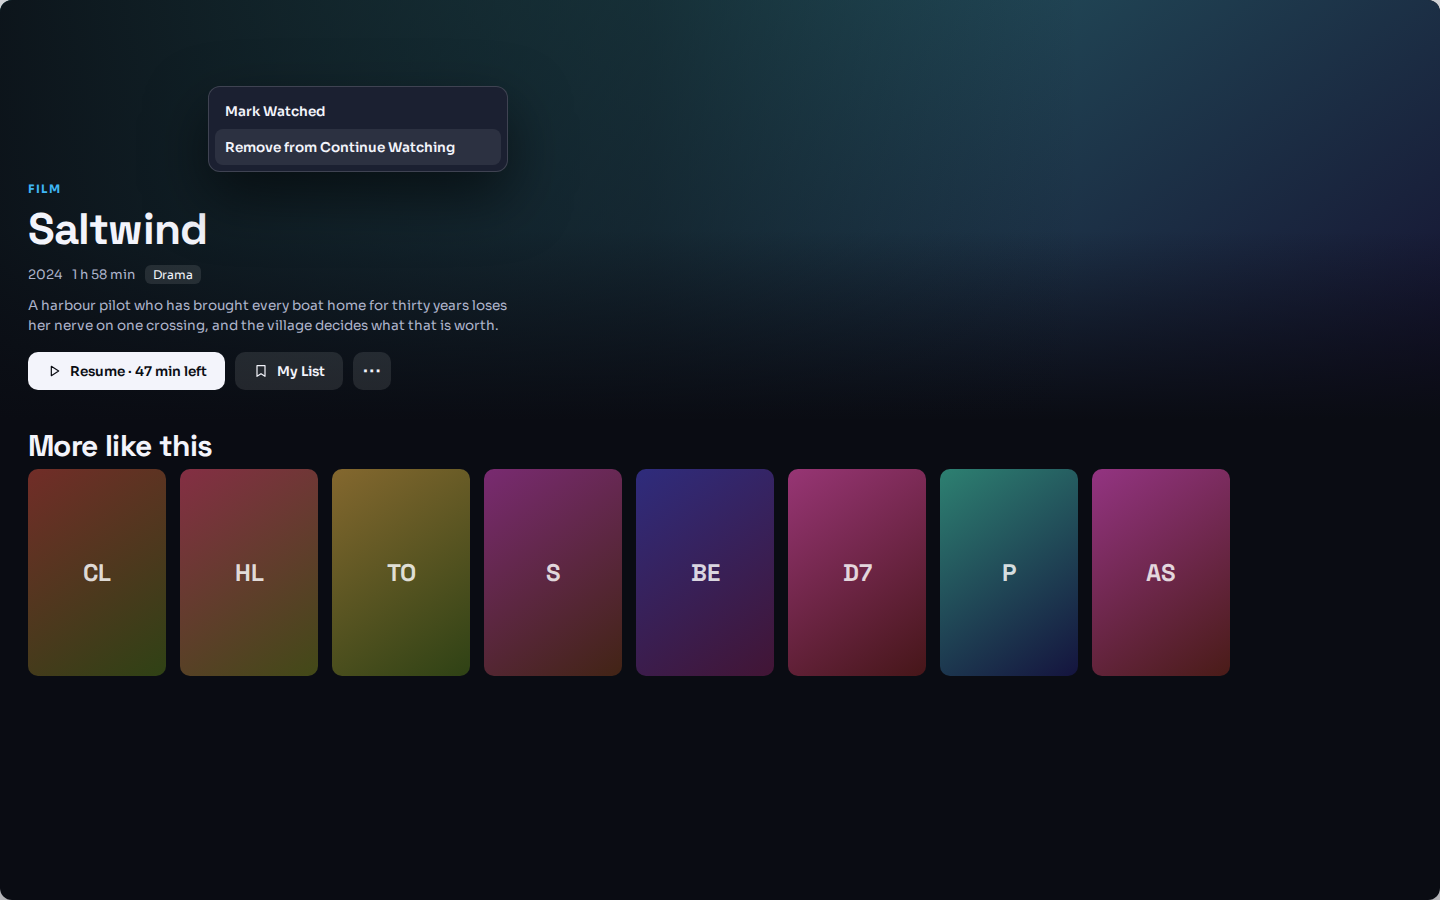 Mark Watched
Remove from Continue Watching
FILM
Saltwind
2024 1 h 58 min Drama
A harbour pilot who has brought every boat home for thirty years loses
her nerve on one crossing, and the village decides what that is worth.
Resume · 47 min left My List
More like this
CL HL TO S BE D7 P AS